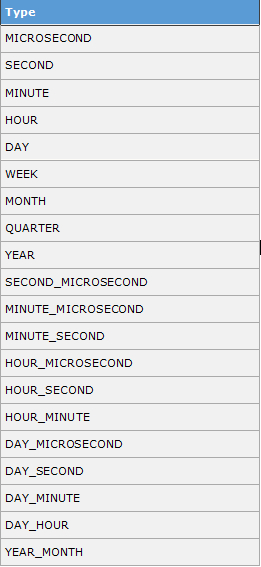 Type
MICROSECOND
SECOND
MINUTE
HOUR
DAY
WEEK
MONTH
QUARTER
YEAR
SECOND_MICROSECOND
MINUTE_MICROSECOND
MINUTE_SECOND
HOUR_MICROSECOND
HOUR_SECOND
HOUR_MINUTE
DAY_MICROSECOND
DAY_SECOND
DAY_MINUTE
DAY_HOUR
YEAR_MONTH